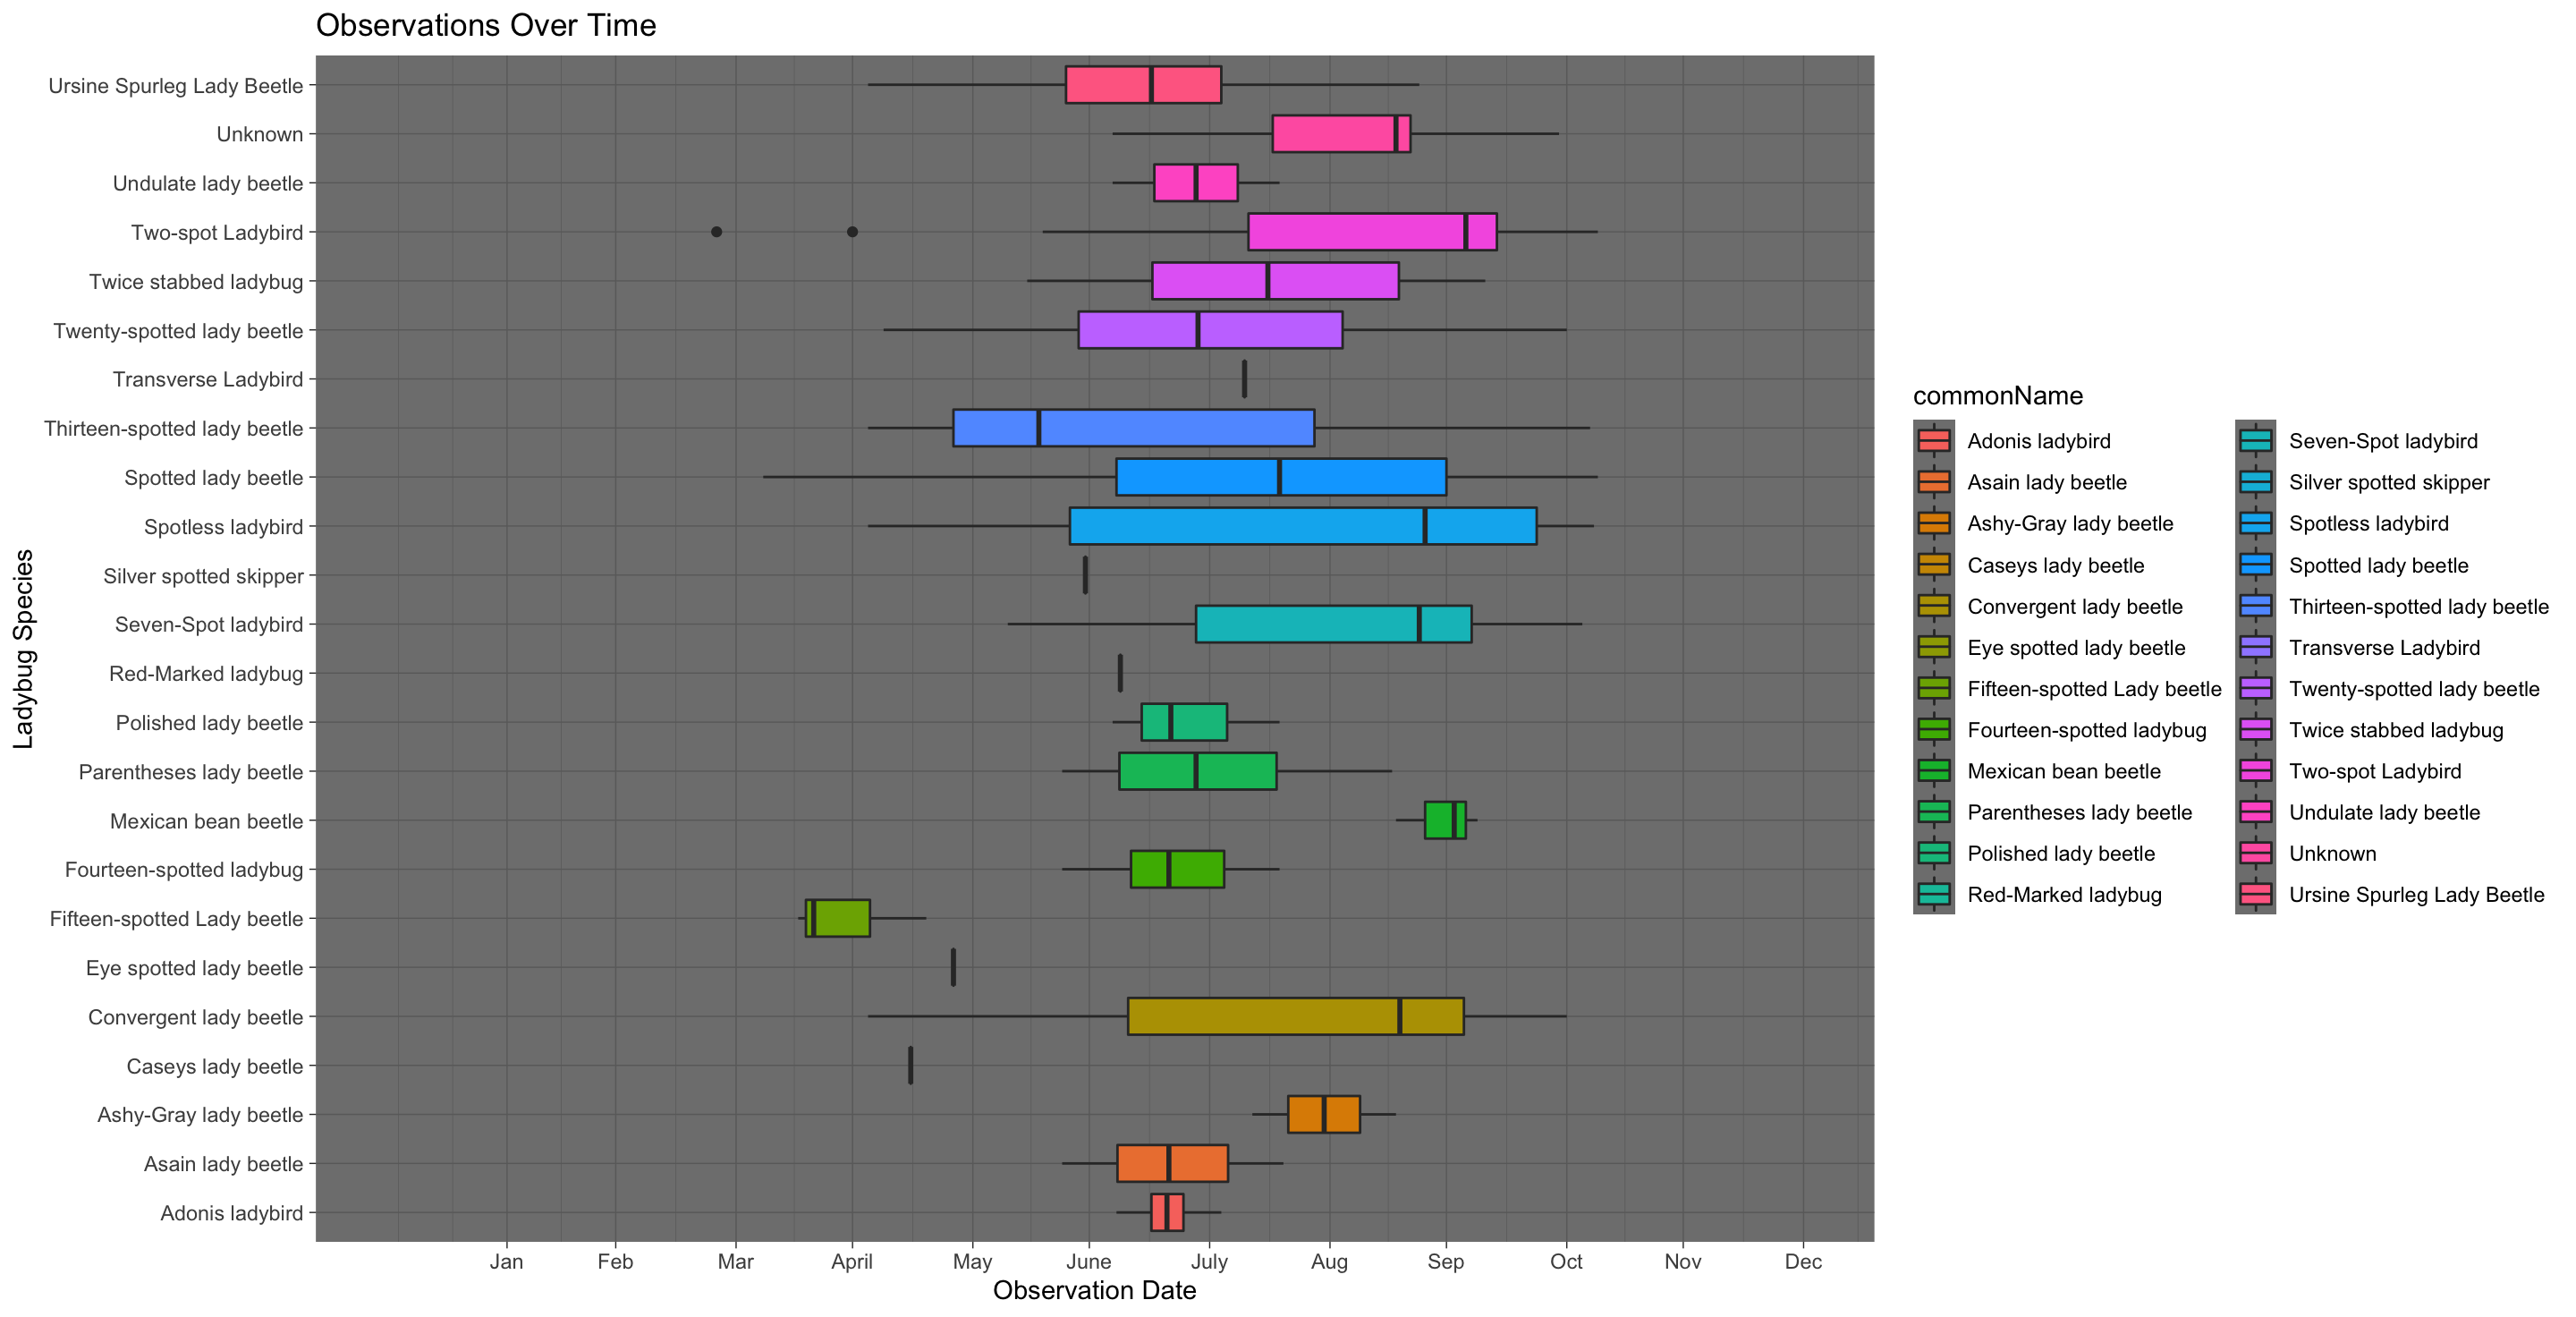 Observations Over Time
Ursine Spurleg Lady Beetle
Unknown
Undulate lady beetle
Two-spot Ladybird
Twice stabbed ladybug
Twenty-spotted lady beetle
Transverse Ladybird
Thirteen-spotted lady beetle
Spotted lady beetle
Spotless ladybird
Silver spotted skipper
Seven-Spot ladybird
Red-Marked ladybug
Polished lady beetle
Parentheses lady beetle
Mexican bean beetle
Fourteen-spotted ladybug
Fifteen-spotted Lady beetle
Eye spotted lady beetle
Convergent lady beetle
Caseys lady beetle
Ashy-Gray lady beetle
Asain lady beetle
Adonis ladybird
Ladybug Species
Jan Feb Mar April May June July Aug Sep Oct Nov Dec
Observation Date
commonName
Adonis ladybird
Asain lady beetle
Ashy-Gray lady beetle
Caseys lady beetle
Convergent lady beetle
Eye spotted lady beetle
Fifteen-spotted Lady beetle
Fourteen-spotted ladybug
Mexican bean beetle
Parentheses lady beetle
Polished lady beetle
Red-Marked ladybug
Seven-Spot ladybird
Silver spotted skipper
Spotless ladybird
Spotted lady beetle
Thirteen-spotted lady beetle
Transverse Ladybird
Twenty-spotted lady beetle
Twice stabbed ladybug
Two-spot Ladybird
Undulate lady beetle
Unknown
Ursine Spurleg Lady Beetle